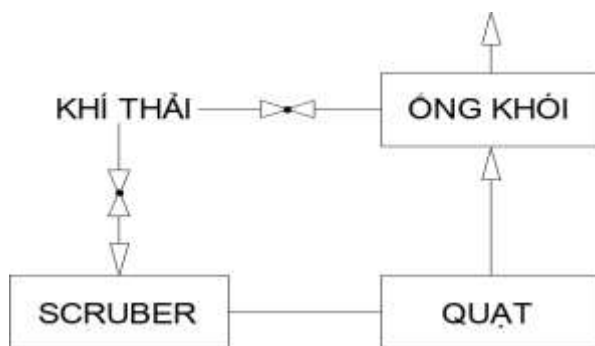 KHÍ THẢI
ỐNG KHÓI
SCRUBER
QUẠT